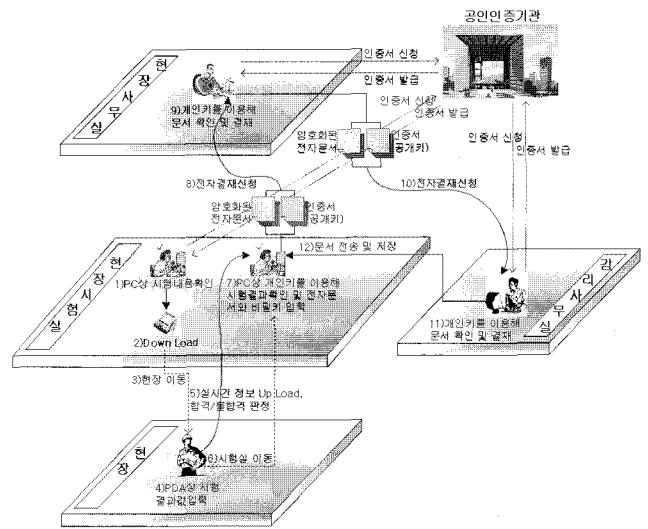 공인인증기관
인증서 신청
인증서 발급
현장사무실
9)개인키를 이용해
문서 확인 및 결재
인증서 신청
인증서 발급
인증서 신청
인증서 발급
암호화된
전자문서
인증서
(공개키)
8)전자결재신청
10)전자결재신청
암호화된
전자문서
인증서
(공개키)
12)문서 전송 및 저장
현장시험실
1)PC상 시험내용확인
7)PC상 개인키를 이용해
시험결과확인 및 전자문
서와 비밀키 입력
2)Down Load
감리사무실
11)개인키를 이용해
문서 확인 및 결재
3)현장 이동
5)실시간 정보 Up Load,
합격/불합격 판정
현장
6)시험실 이동
4)PDA상 시험
결과값입력